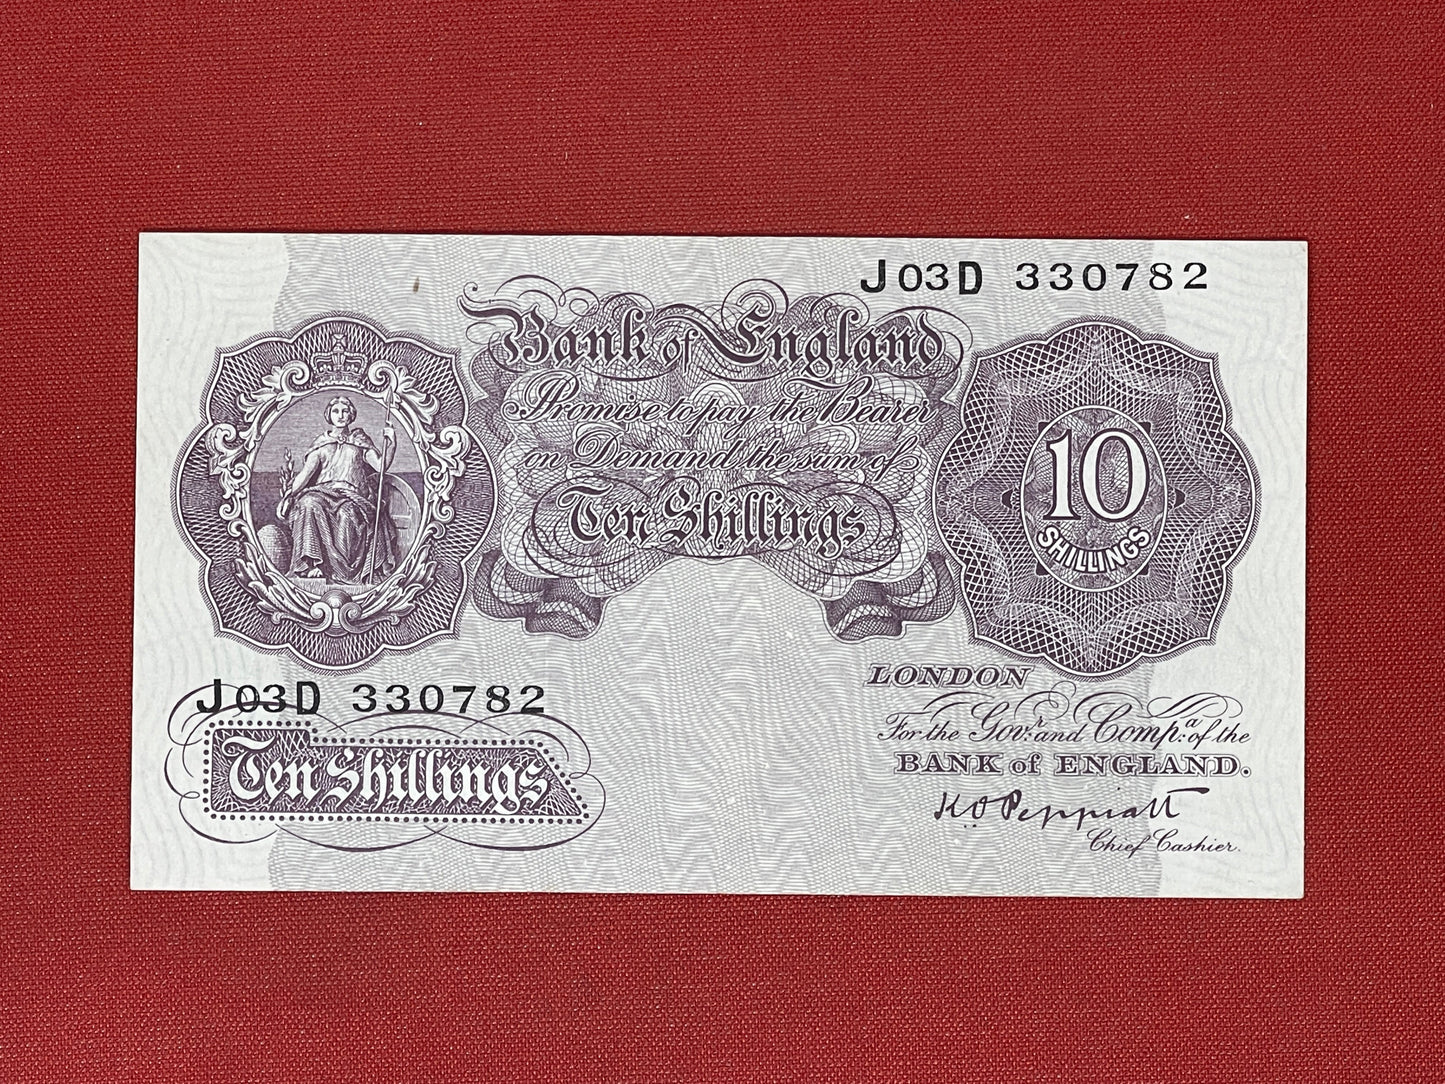 J03D 330782
Bank of England
Promise to pay the Bearer
on Demand the sum of
Ten Shillings
10
SHILLINGS
J03D 330782
Ten Shillings
LONDON
For the Govr: and Compa: of the
BANK of ENGLAND.
K.O. Peppiatt
Chief Cashier.